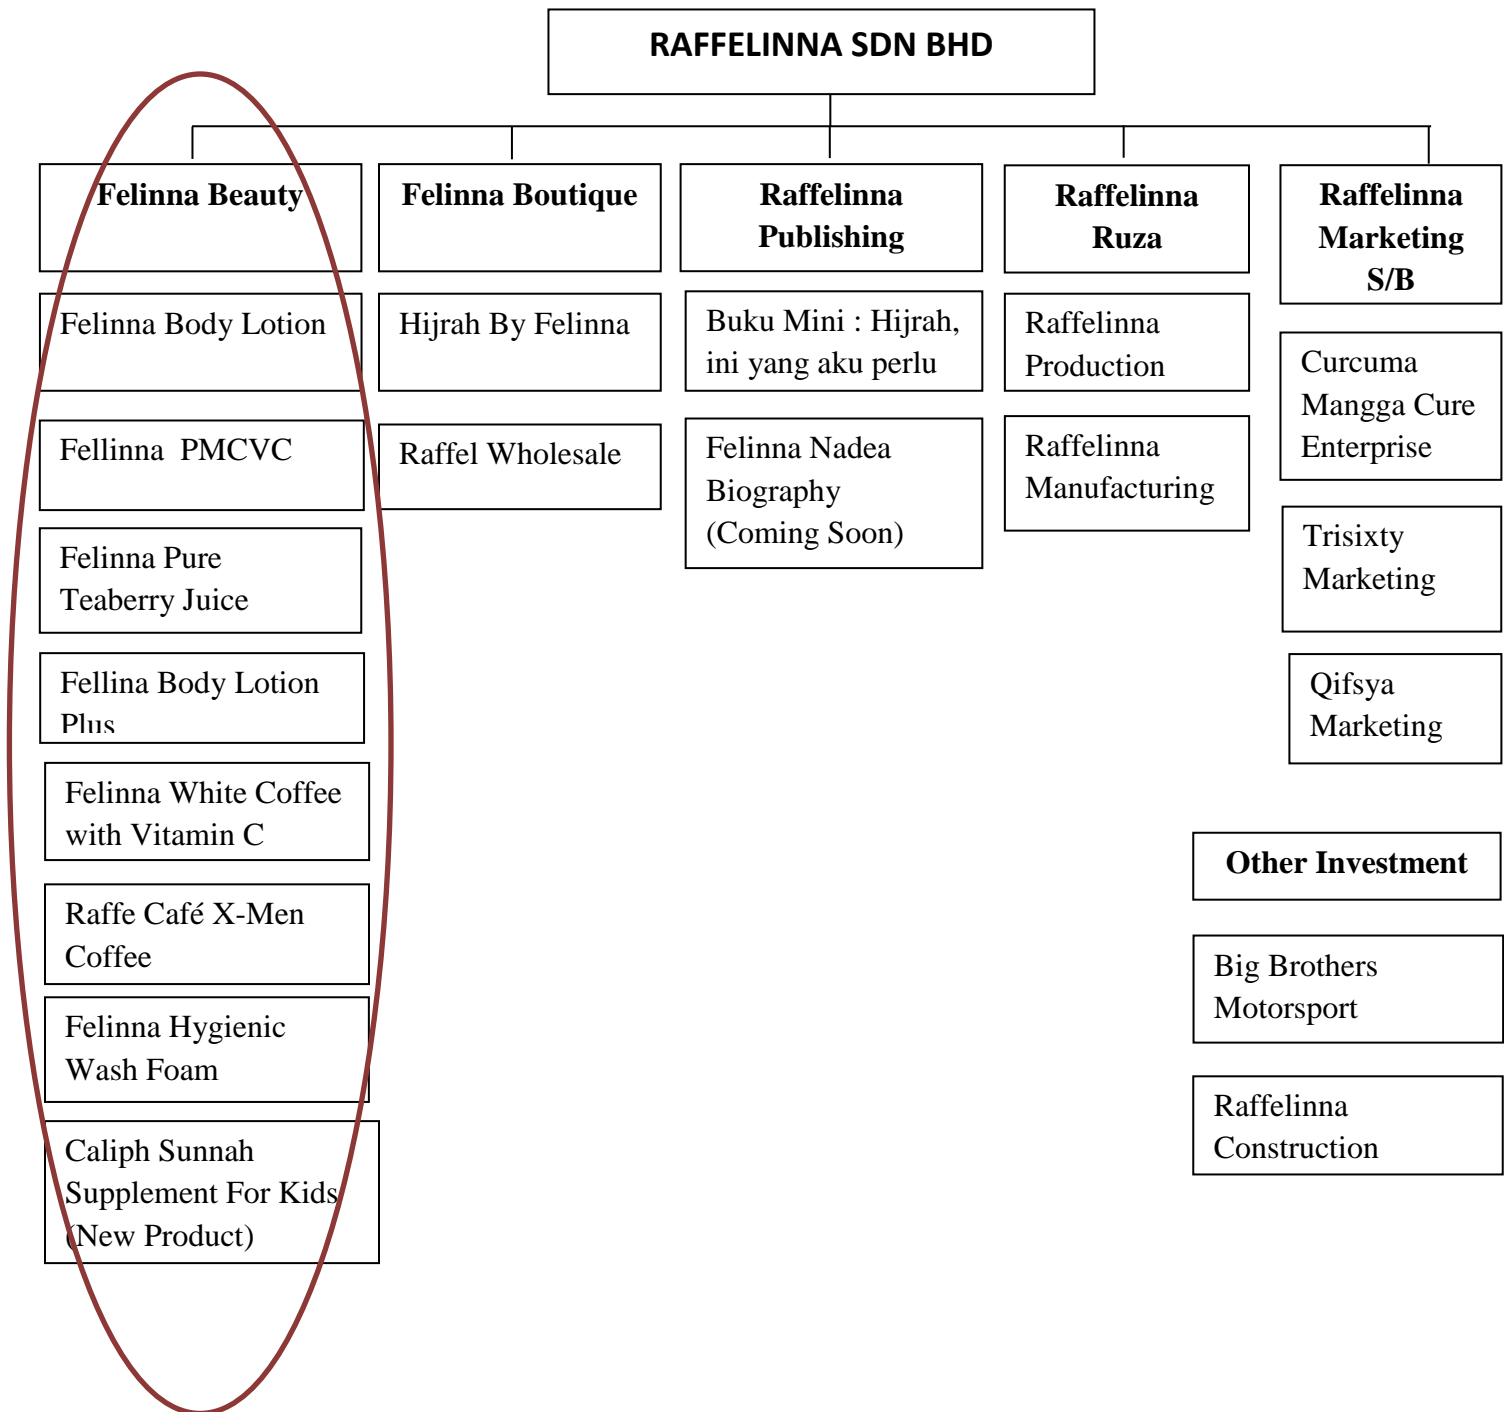 RAFFELINNA SDN BHD
Felinna Beauty
Felinna Body Lotion
Fellinna PMCVC
Felinna Pure
Teaberry Juice
Fellina Body Lotion
Plus
Felinna White Coffee
with Vitamin C
Raffe Café X-Men
Coffee
Felinna Hygienic
Wash Foam
Caliph Sunnah
Supplement For Kids
(New Product)
Felinna Boutique
Hijrah By Felinna
Raffel Wholesale
Raffelinna
Publishing
Buku Mini : Hijrah,
ini yang aku perlu
Felinna Nadea
Biography
(Coming Soon)
Raffelinna
Ruza
Raffelinna
Production
Raffelinna
Manufacturing
Raffelinna
Marketing
S/B
Curcuma
Mangga Cure
Enterprise
Trisixty
Marketing
Qifsya
Marketing
Other Investment
Big Brothers
Motorsport
Raffelinna
Construction